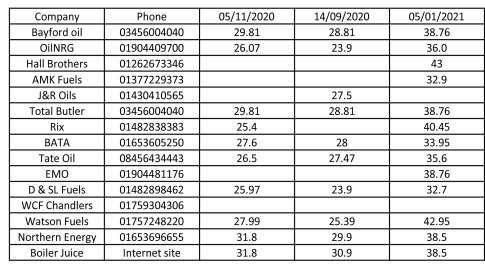 Company Phone 05/11/2020 14/09/2020 05/01/2021
Bayford oil 03456004040 29.81 28.81 38.76
OilNRG 01904409700 26.07 23.9 36.0
Hall Brothers 01262673346 43
AMK Fuels 01377229373 32.9
J&R Oils 01430410565 27.5
Total Butler 03456004040 29.81 28.81 38.76
Rix 01482838383 25.4 40.45
BATA 01653605250 27.6 28 33.95
Tate Oil 08456434443 26.5 27.47 35.6
EMO 01904481176 38.76
D & SL Fuels 01482898462 25.97 23.9 32.7
WCF Chandlers 01759304306
Watson Fuels 01757248220 27.99 25.39 42.95
Northern Energy 01653696655 31.8 29.9 38.5
Boiler Juice Internet site 31.8 30.9 38.5